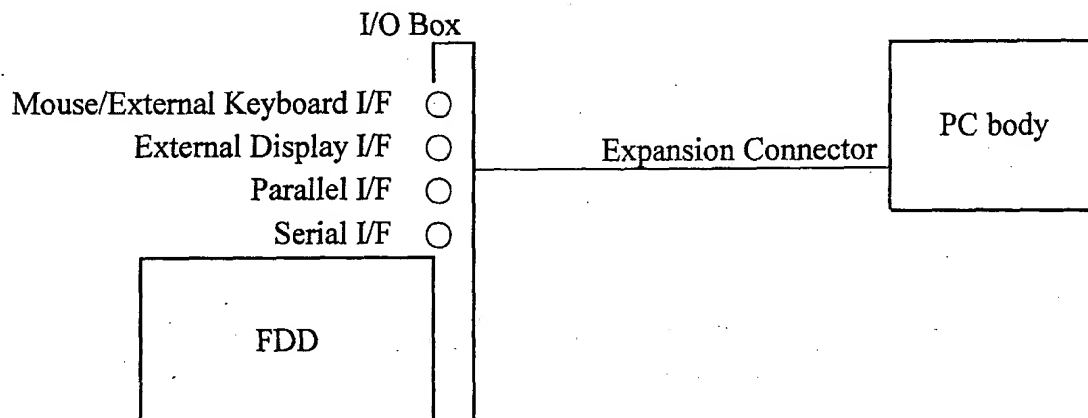 I/O Box
Mouse/External Keyboard I/F
External Display I/F
Parallel I/F
Serial I/F
FDD
Expansion Connector
PC body